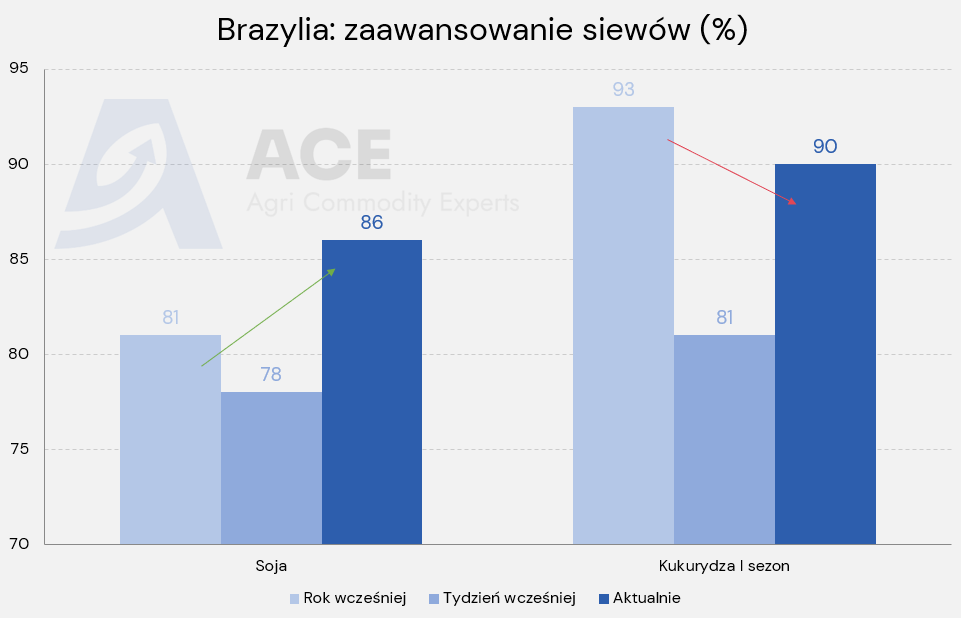 Brazylia: zaawansowanie siewów (%)
95
90
85
80
75
70
ACE
Agri Commodity Experts
81
78
86
93
81
90
Soja
Kukurydza I sezon
Rok wcześniej
Tydzień wcześniej
Aktualnie